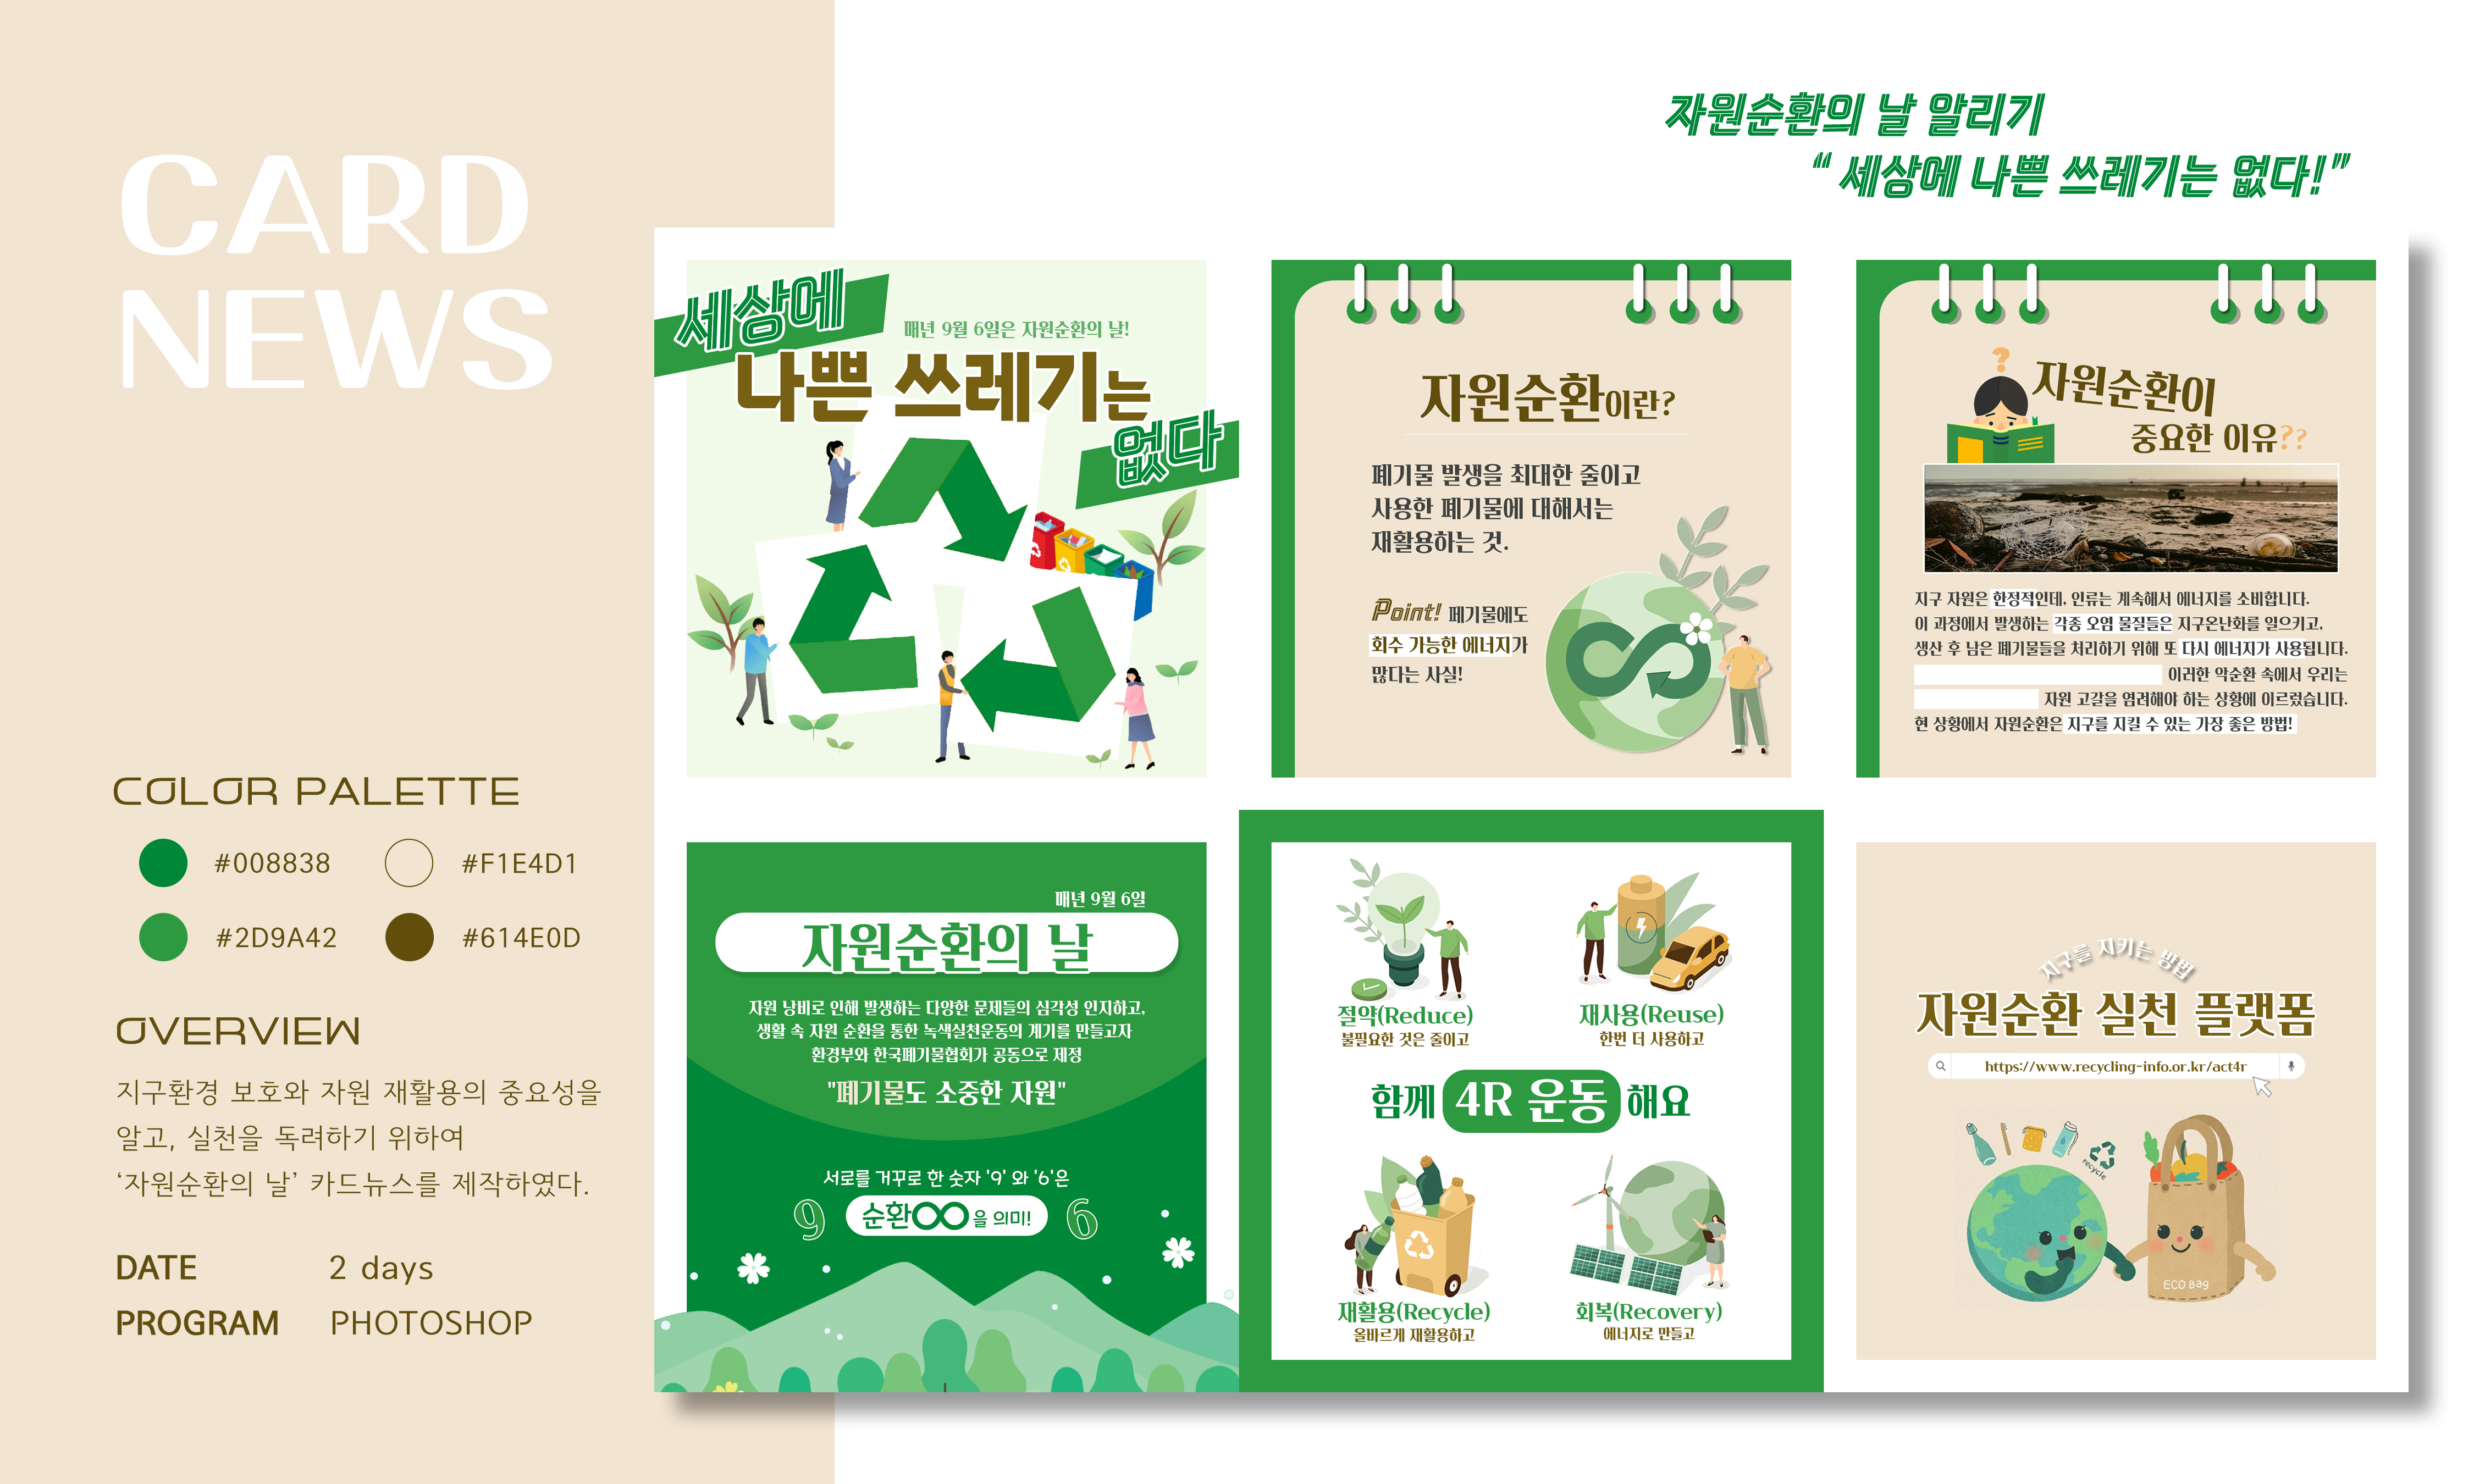 CARD
NEWS
COLOR PALETTE
#008838
#F1E4D1
#2D9A42
#614E0D
OVERVIEW
지구환경 보호와 자원 재활용의 중요성을
알고, 실천을 독려하기 위하여
‘자원순환의 날’ 카드뉴스를 제작하였다.
DATE 2 days
PROGRAM PHOTOSHOP
자원순환의 날 알리기
“ 세상에 나쁜 쓰레기는 없다!”
세상에
매년 9월 6일은 자원순환의 날!
나쁜 쓰레기는
없다
자원순환이란?
폐기물 발생을 최대한 줄이고
사용한 폐기물에 대해서는
재활용하는 것.
Point! 폐기물에도
회수 가능한 에너지가
많다는 사실!
?
자원순환이
중요한 이유??
지구 자원은 한정적인데, 인류는 계속해서 에너지를 소비합니다.
이 과정에서 발생하는 각종 오염 물질들은 지구온난화를 일으키고,
생산 후 남은 폐기물들을 처리하기 위해 또 다시 에너지가 사용됩니다.
이러한 악순환 속에서 우리는
자원 고갈을 염려해야 하는 상황에 이르렀습니다.
현 상황에서 자원순환은 지구를 지킬 수 있는 가장 좋은 방법!
매년 9월 6일
자원순환의 날
자원 낭비로 인해 발생하는 다양한 문제들의 심각성 인지하고,
생활 속 자원 순환을 통한 녹색실천운동의 계기를 만들고자
환경부와 한국폐기물협회가 공동으로 제정
"폐기물도 소중한 자원"
서로를 거꾸로 한 숫자 '9' 와 '6'은
9 순환∞을 의미! 6
절약(Reduce)
불필요한 것은 줄이고
재사용(Reuse)
한번 더 사용하고
함께 4R 운동 해요
재활용(Recycle)
올바르게 재활용하고
회복(Recovery)
에너지로 만들고
지구를 지키는 방법
자원순환 실천 플랫폼
https://www.recycling-info.or.kr/act4r
recycle
ECO Bag